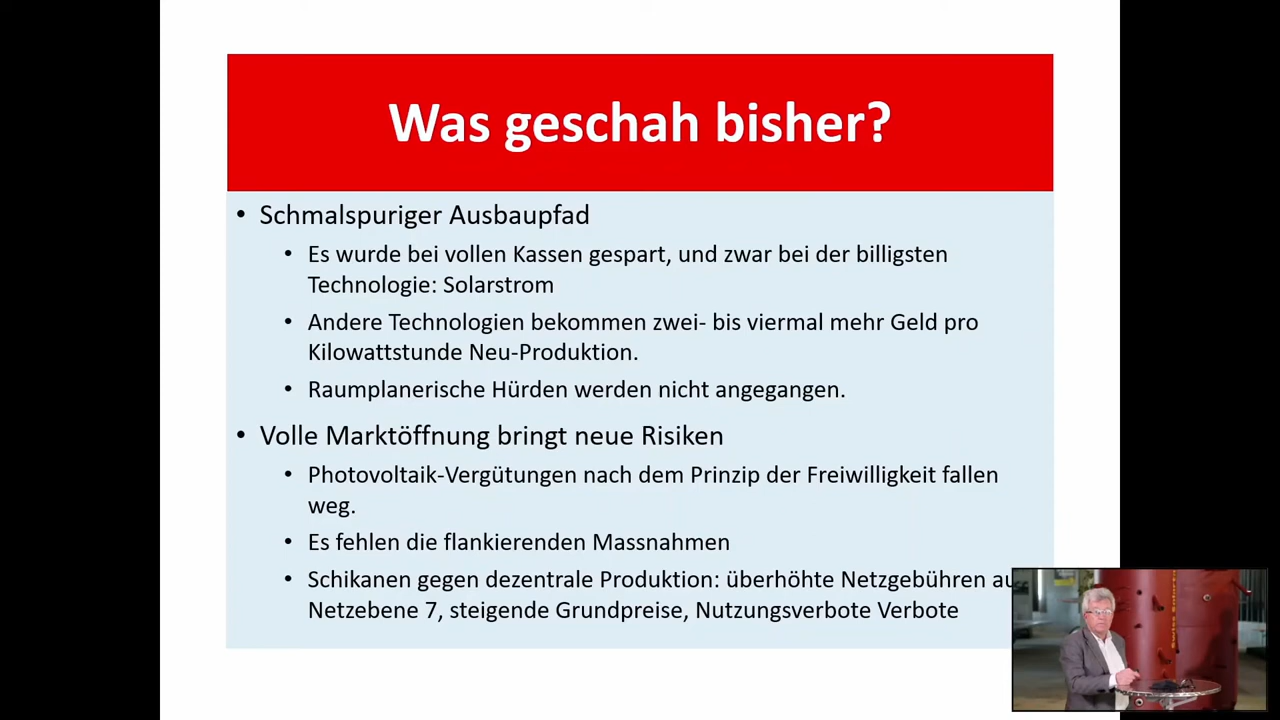 Was geschah bisher?
• Schmalspuriger Ausbaupfad
• Es wurde bei vollen Kassen gespart, und zwar bei der billigsten
Technologie: Solarstrom
• Andere Technologien bekommen zwei- bis viermal mehr Geld pro
Kilowattstunde Neu-Produktion.
• Raumplanerische Hürden werden nicht angegangen.
• Volle Marktöffnung bringt neue Risiken
• Photovoltaik-Vergütungen nach dem Prinzip der Freiwilligkeit fallen
weg.
• Es fehlen die flankierenden Massnahmen
• Schikanen gegen dezentrale Produktion: überhöhte Netzgebühren
Netzebene 7, steigende Grundpreise, Nutzungsverbote Verbote